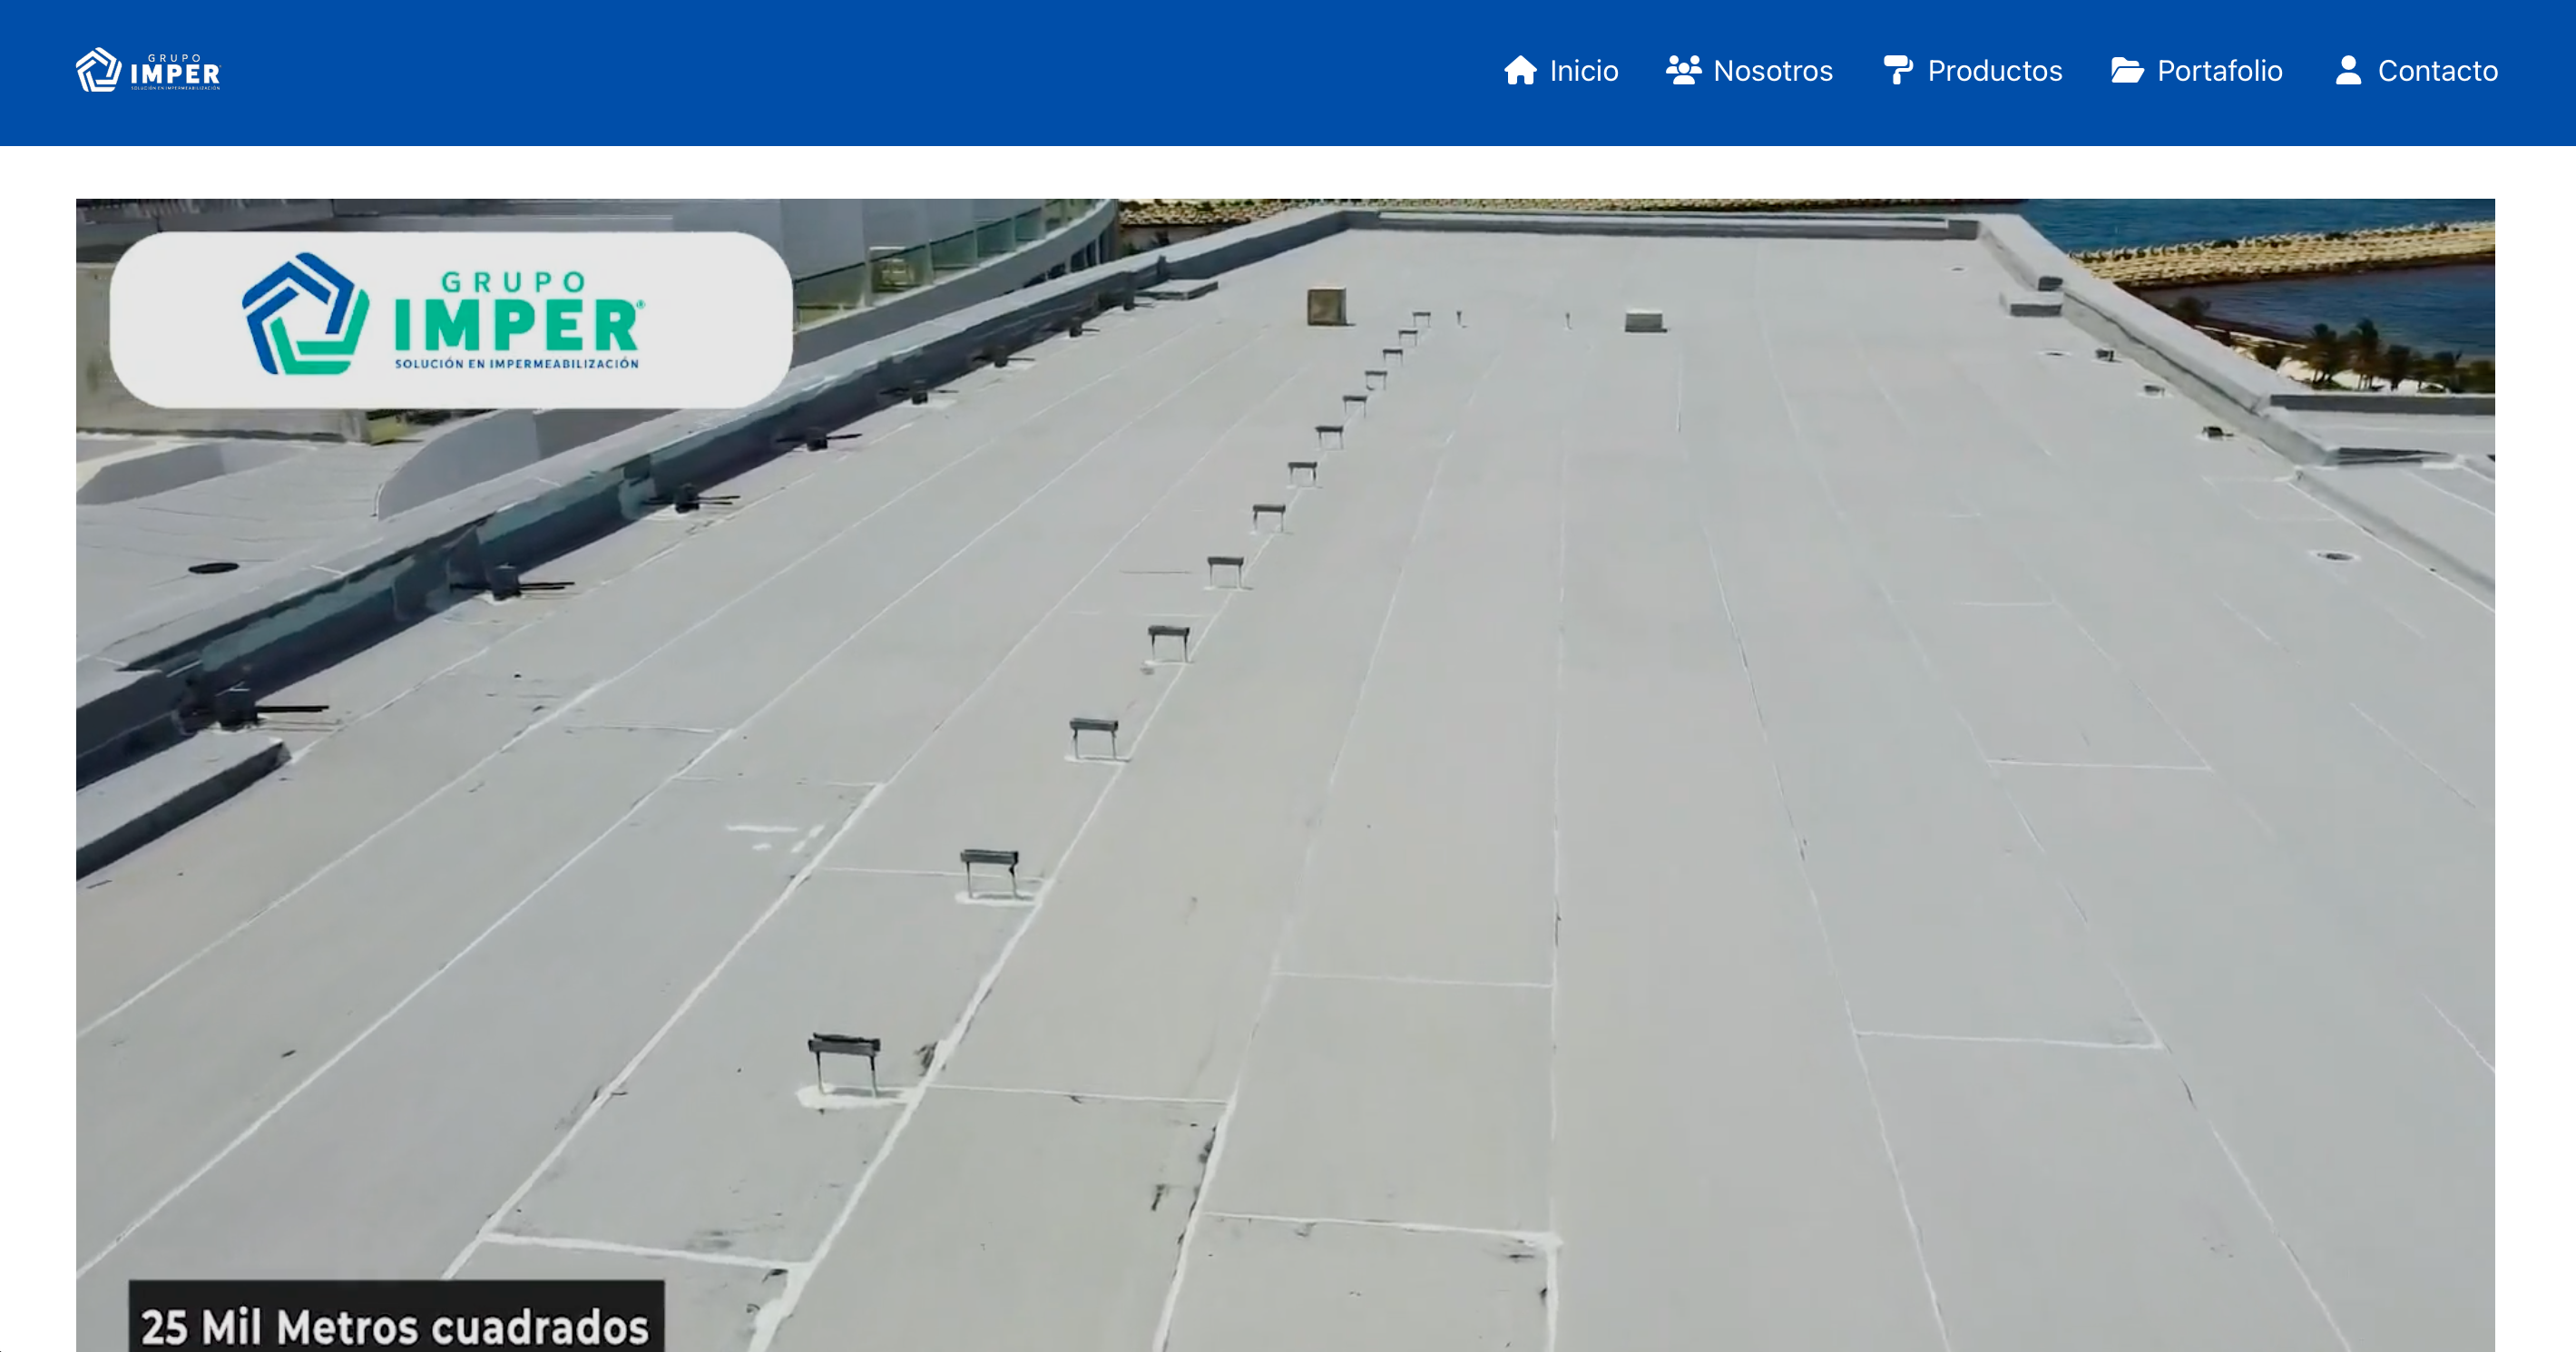 GRUPO
IMPER
SOLUCIÓN EN IMPERMEABILIZACIÓN
Inicio
Nosotros
Productos
Portafolio
Contacto
GRUPO
IMPER®
SOLUCIÓN EN IMPERMEABILIZACIÓN
25 Mil Metros cuadrados